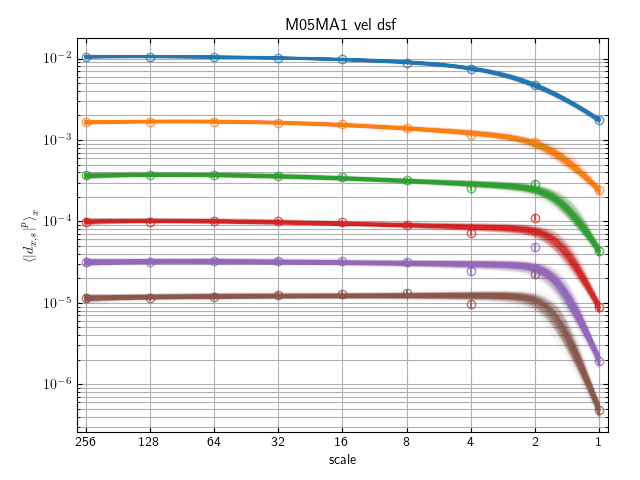 M05MA1 vel dsf
⟨|d_{x,s}|^p⟩_x
10^{-2}
10^{-3}
10^{-4}
10^{-5}
10^{-6}
256 128 64 32 16 8 4 2 1
scale